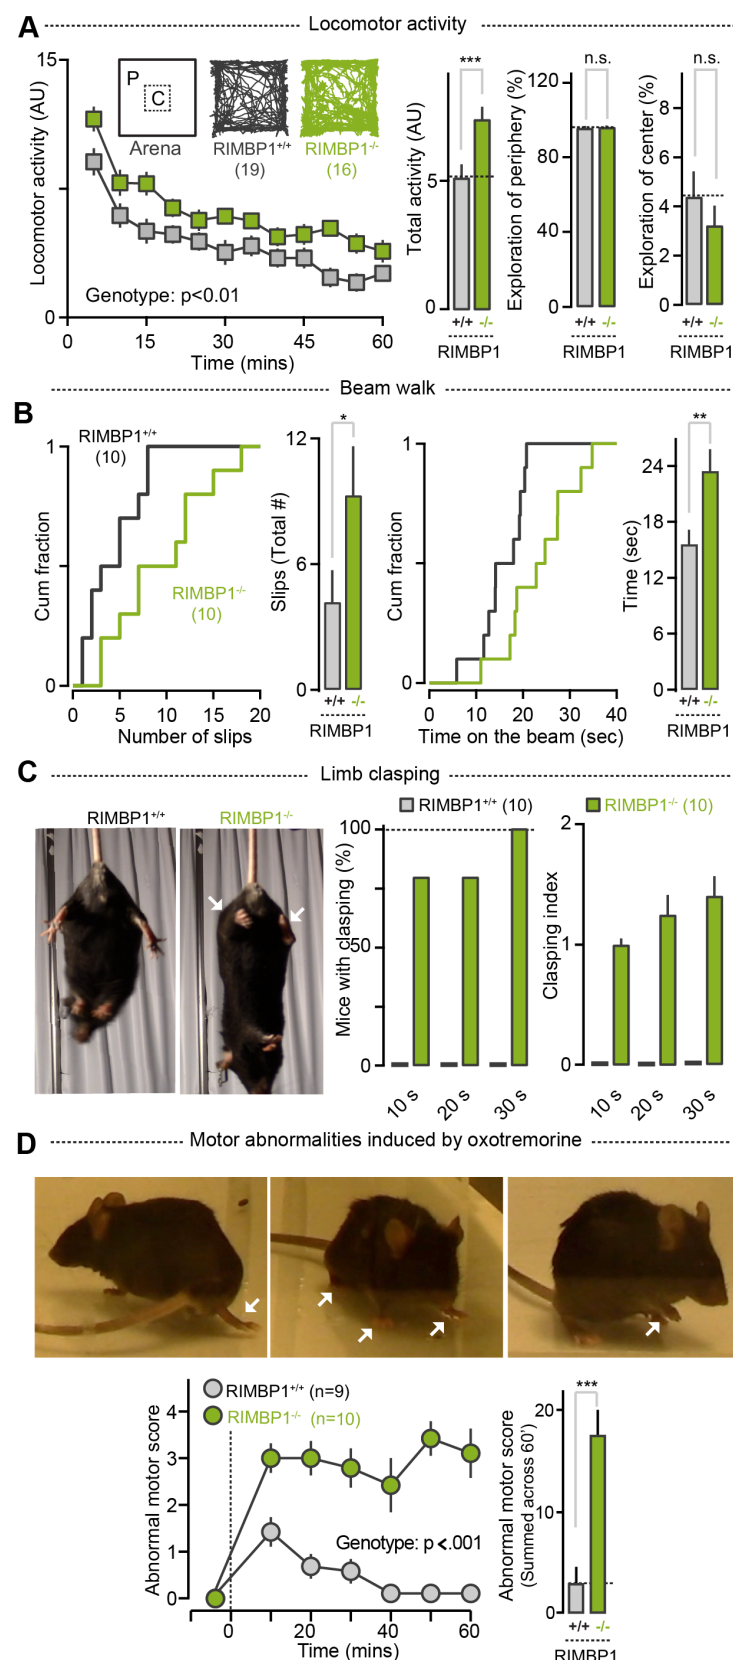 A
Locomotor activity
15
0
Locomotor activity (AU)
P
C
Arena
RIMBP1+/+
(19)
RIMBP1-/-
(16)
Genotype: p<0.01
0 15 30 45 60
Time (mins)
Total activity (AU)
5
0
***
+/+ -/-
RIMBP1
Exploration of periphery (%)
120
80
40
0
n.s.
+/+ -/-
RIMBP1
Exploration of center (%)
8
6
4
2
0
n.s.
+/+ -/-
RIMBP1
B
Beam walk
RIMBP1+/+
(10)
RIMBP1-/-
(10)
Cum fraction
1
0
0 5 10 15 20
Number of slips
Slips (Total #)
12
6
0
*
+/+ -/-
RIMBP1
Cum fraction
1
0
0 10 20 30 40
Time on the beam (sec)
Time (sec)
24
18
12
6
0
**
+/+ -/-
RIMBP1
C
Limb clasping
RIMBP1+/+
RIMBP1-/-
RIMBP1+/+ (10)
RIMBP1-/- (10)
Mice with clasping (%)
100
50
0
10 s 20 s 30 s
Clasping index
2
1
0
10 s 20 s 30 s
D
Motor abnormalities induced by oxotremorine
RIMBP1+/+ (n=9)
RIMBP1-/- (n=10)
Abnormal motor score
4
3
2
1
0
Genotype: p <.001
0 20 40 60
Time (mins)
Abnormal motor score
(Summed across 60')
20
10
0
***
+/+ -/-
RIMBP1